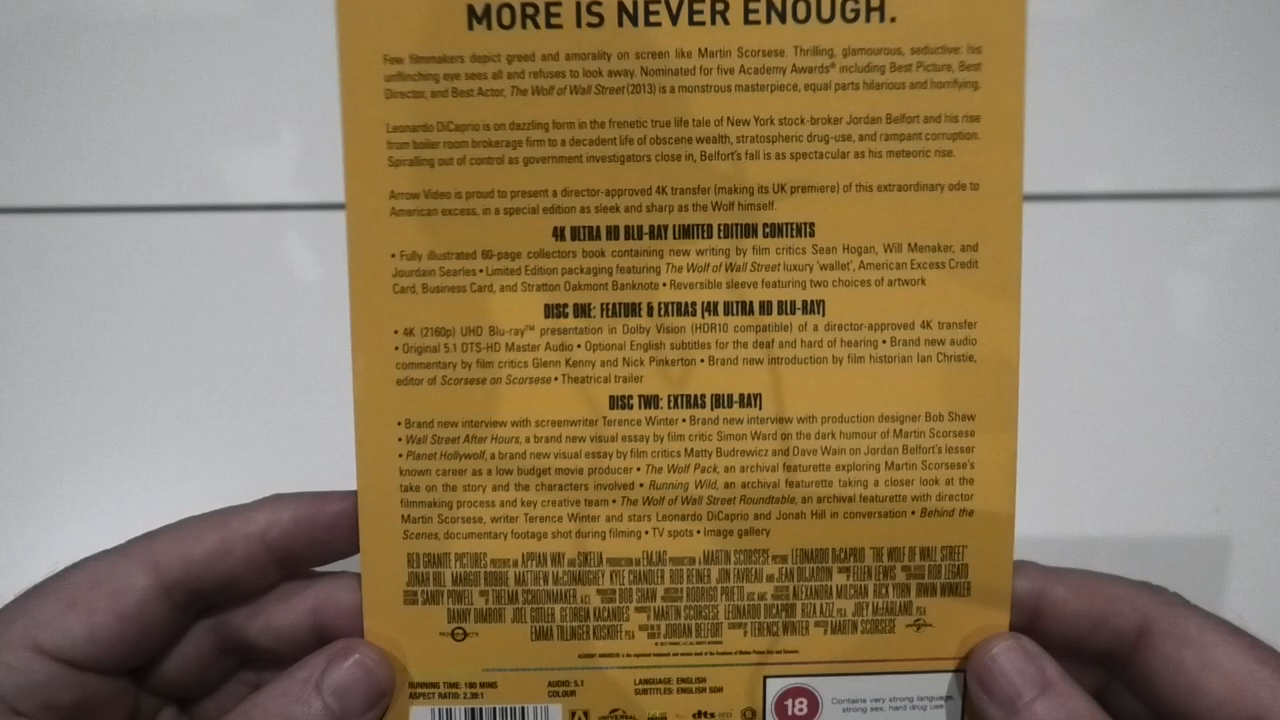 MORE IS NEVER ENOUGH.
Few filmmakers depict greed and amorality on screen like Martin Scorsese. Thrilling, glamourous, seductive: his
unflinching eye sees all and refuses to look away. Nominated for five Academy Awards® including Best Picture, Best
Director, and Best Actor, The Wolf of Wall Street (2013) is a monstrous masterpiece, equal parts hilarious and horrifying.
Leonardo DiCaprio is on dazzling form in the frenetic true life tale of New York stock-broker Jordan Belfort and his rise
from boiler room brokerage firm to a decadent life of obscene wealth, stratospheric drug-use, and rampant corruption.
Spiralling out of control as government investigators close in, Belfort's fall is as spectacular as his meteoric rise.
Arrow Video is proud to present a director-approved 4K transfer (making its UK premiere) of this extraordinary ode to
American excess, in a special edition as sleek and sharp as the Wolf himself.
4K ULTRA HD BLU-RAY LIMITED EDITION CONTENTS
• Fully illustrated 60-page collectors book containing new writing by film critics Sean Hogan, Will Menaker, and
Jourdain Searles • Limited Edition packaging featuring The Wolf of Wall Street luxury 'wallet', American Excess Credit
Card, Business Card, and Stratton Oakmont Banknote • Reversible sleeve featuring two choices of artwork
DISC ONE: FEATURE & EXTRAS (4K ULTRA HD BLU-RAY)
• 4K (2160p) UHD Blu-ray™ presentation in Dolby Vision (HDR10 compatible) of a director-approved 4K transfer
• Original 5.1 DTS-HD Master Audio • Optional English subtitles for the deaf and hard of hearing • Brand new audio
commentary by film critics Glenn Kenny and Nick Pinkerton • Brand new introduction by film historian Ian Christie,
editor of Scorsese on Scorsese • Theatrical trailer
DISC TWO: EXTRAS (BLU-RAY)
• Brand new interview with screenwriter Terence Winter • Brand new interview with production designer Bob Shaw
• Wall Street After Hours, a brand new visual essay by film critic Simon Ward on the dark humour of Martin Scorsese
• Planet Hollywolf, a brand new visual essay by film critics Matty Budrewicz and Dave Wain on Jordan Belfort's lesser
known career as a low budget movie producer • The Wolf Pack, an archival featurette exploring Martin Scorsese's
take on the story and the characters involved • Running Wild, an archival featurette taking a closer look at the
filmmaking process and key creative team • The Wolf of Wall Street Roundtable, an archival featurette with director
Martin Scorsese, writer Terence Winter and stars Leonardo DiCaprio and Jonah Hill in conversation • Behind the
Scenes, documentary footage shot during filming • TV spots • Image gallery
RED GRANITE PICTURES PRESENTS AN APPIAN WAY AND SIKELIA PRODUCTION AN EMJAG PRODUCTION A MARTIN SCORSESE PICTURE LEONARDO DiCAPRIO "THE WOLF OF WALL STREET"
JONAH HILL MARGOT ROBBIE MATTHEW McCONAUGHEY KYLE CHANDLER ROB REINER JON FAVREAU AND JEAN DUJARDIN ELLEN LEWIS ROB LEGATO
SANDY POWELL THELMA SCHOONMAKER, A.C.E. BOB SHAW RODRIGO PRIETO ALEXANDRA MILCHAN RICK YORN IRWIN WINKLER
DANNY DIMBORT JOEL GOTLER GEORGIA KACANDES MARTIN SCORSESE LEONARDO DICAPRIO RIZA AZIZ, P.G.A. JOEY McFARLAND, P.G.A.
EMMA TILLINGER KOSKOFF P.G.A. JORDAN BELFORT TERENCE WINTER MARTIN SCORSESE
RUNNING TIME: 180 MINS
ASPECT RATIO: 2.39:1
AUDIO: 5.1
COLOUR
LANGUAGE: ENGLISH
SUBTITLES: ENGLISH SDH
18
Contains very strong language,
strong sex, hard drug use
UNIVERSAL
dts